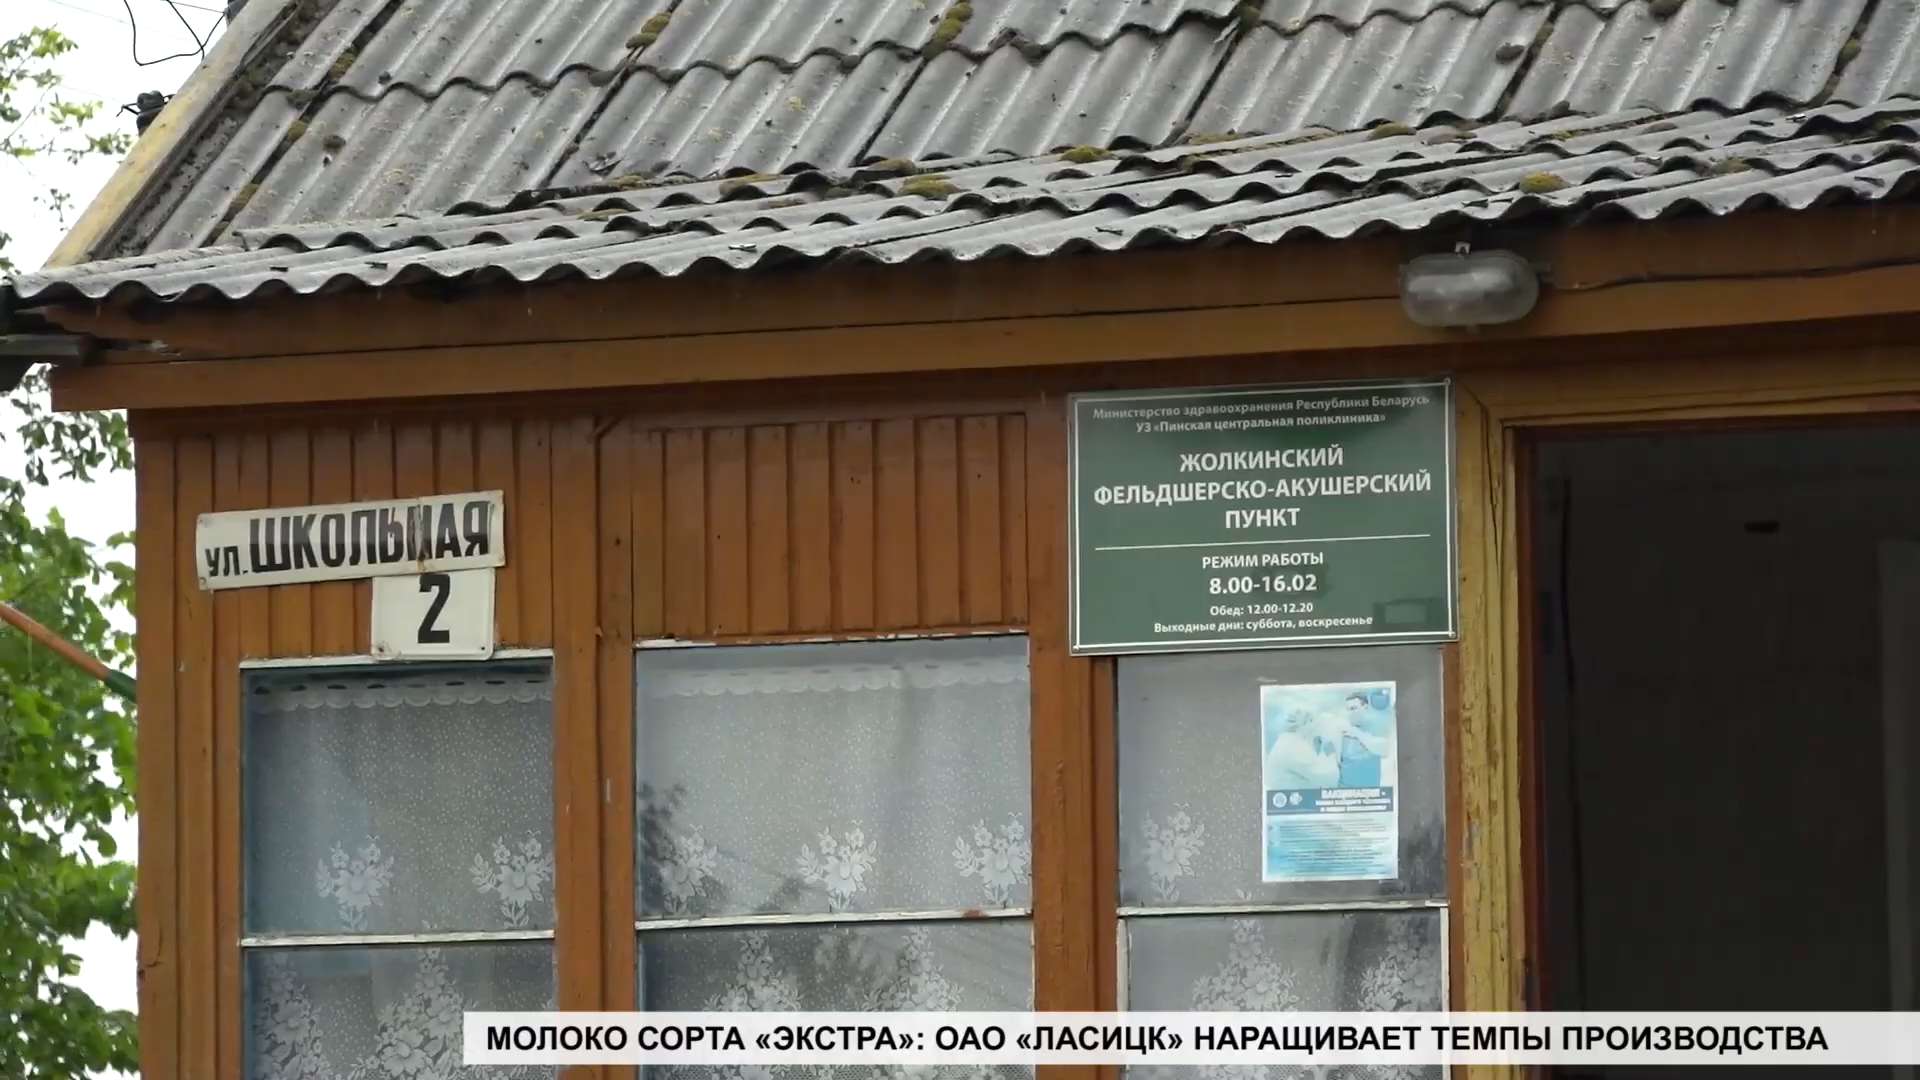 Министерство здравоохранения Республики Беларусь
УЗ «Пинская центральная поликлиника»
ЖОЛКИНСКИЙ
ФЕЛЬДШЕРСКО-АКУШЕРСКИЙ
ПУНКТ
РЕЖИМ РАБОТЫ
8.00-16.02
Обед: 12.00-12.20
Выходные дни: суббота, воскресенье
ул. ШКОЛЬНАЯ
2
ВАКЦИНАЦИЯ -
МОЛОКО СОРТА «ЭКСТРА»: ОАО «ЛАСИЦК» НАРАЩИВАЕТ ТЕМПЫ ПРОИЗВОДСТВА